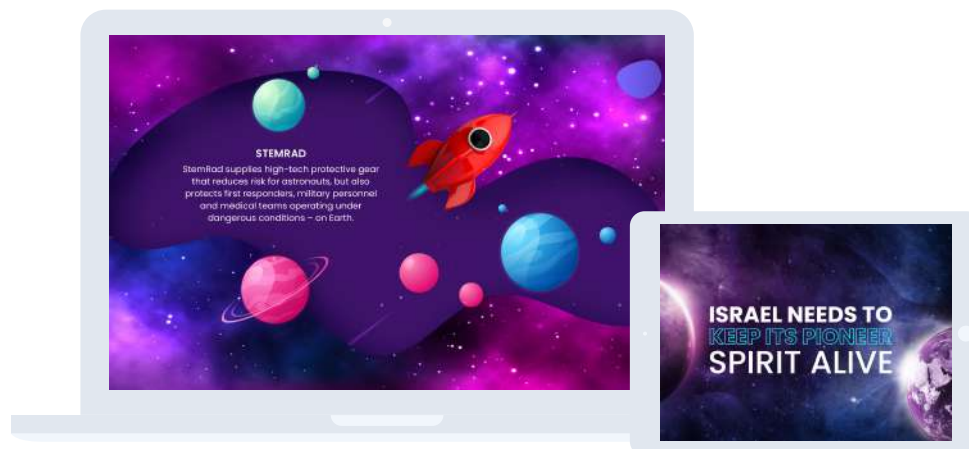 STEMRAD
StemRad supplies high-tech protective gear
that reduces risk for astronauts, but also
protects first responders, military personnel
and medical teams operating under
dangerous conditions – on Earth.
ISRAEL NEEDS TO
KEEP ITS PIONEER
SPIRIT ALIVE